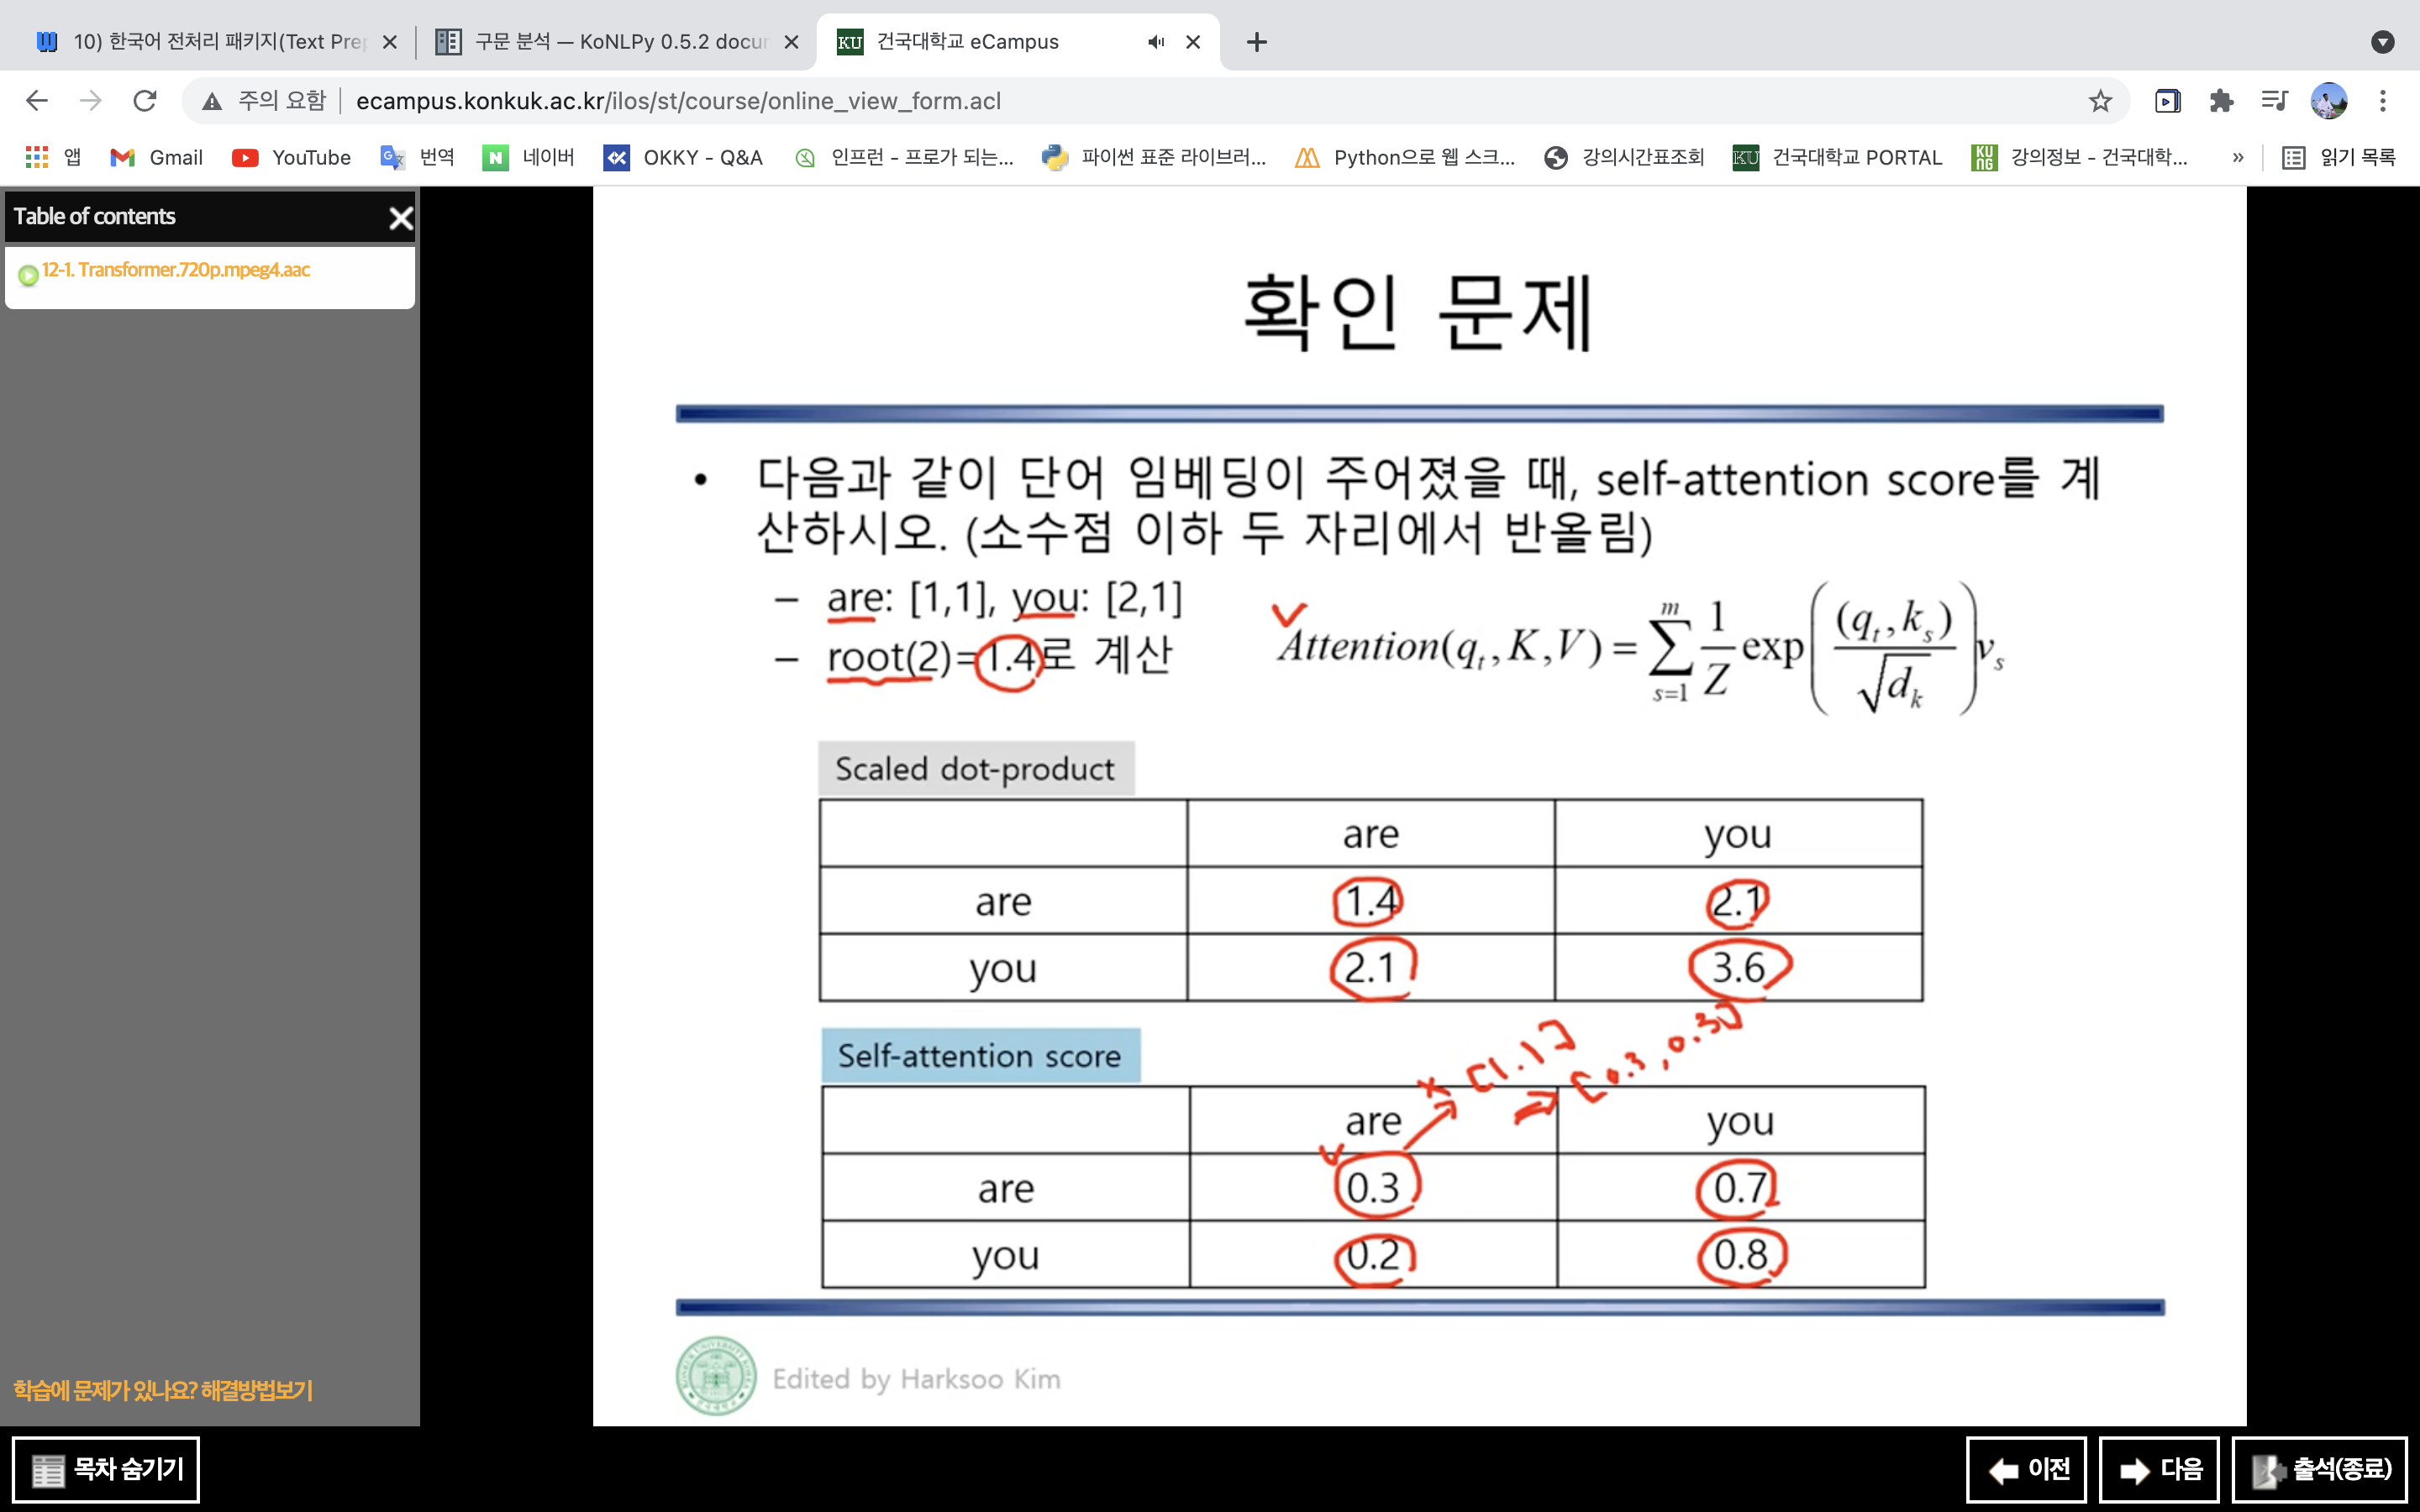 10) 한국어 전처리 패키지(Text Prep
구문 분석 — KoNLPy 0.5.2 docum
KU 건국대학교 eCampus
주의 요함 ecampus.konkuk.ac.kr/ilos/st/course/online_view_form.acl
앱 Gmail YouTube 번역 네이버 OKKY - Q&A 인프런 - 프로가 되는... 파이썬 표준 라이브러... Python으로 웹 스크... 강의시간표조회 KU 건국대학교 PORTAL KU NG 강의정보 - 건국대학... » 읽기 목록
Table of contents
12-1. Transformer.720p.mpeg4.aac
확인 문제
• 다음과 같이 단어 임베딩이 주어졌을 때, self-attention score를 계
산하시오. (소수점 이하 두 자리에서 반올림)
– are: [1,1], you: [2,1]
– root(2)=1.4로 계산
Attention(q_t, K, V) = \sum_{s=1}^{m} \frac{1}{Z} exp\left(\frac{(q_t, k_s)}{\sqrt{d_k}}\right) v_s
Scaled dot-product
are you
are 1.4 2.1
you 2.1 3.6
Self-attention score
× [1.1]
⇒ [0.3, 0.3]
are you
are 0.3 0.7
you 0.2 0.8
Edited by Harksoo Kim
학습에 문제가 있나요? 해결방법보기
목차 숨기기
이전 다음 출석(종료)